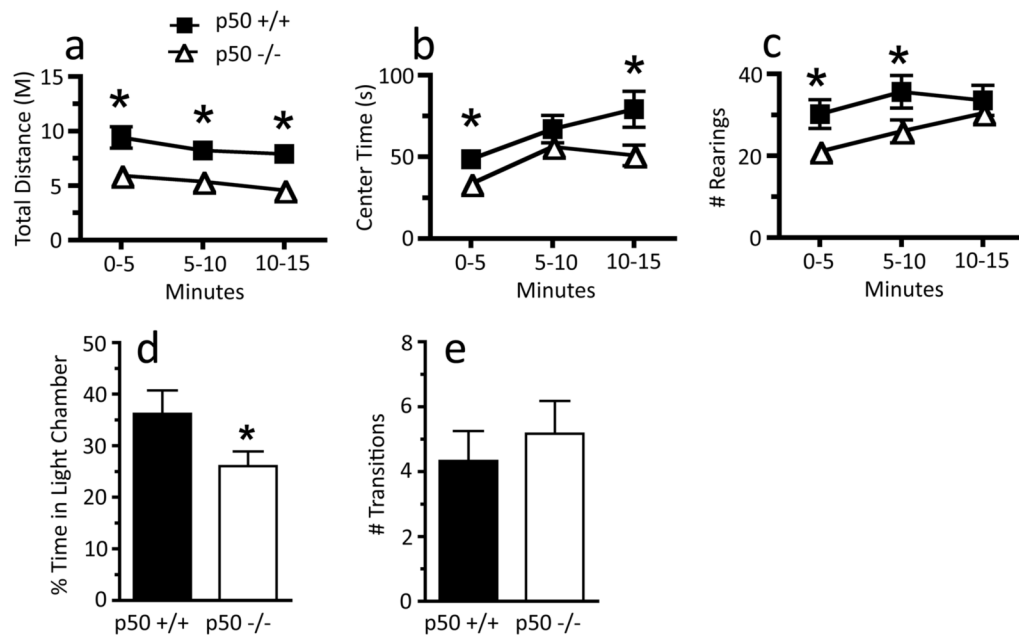 p50 +/+
p50 -/-
a
Total Distance (M)
15
10
5
0
* * *
0-5 5-10 10-15
Minutes
b
Center Time (s)
100
50
0
* *
0-5 5-10 10-15
Minutes
c
# Rearings
40
20
0
* *
0-5 5-10 10-15
Minutes
d
% Time in Light Chamber
50
40
30
20
10
0
*
p50 +/+ p50 -/-
e
# Transitions
8
6
4
2
0
p50 +/+ p50 -/-